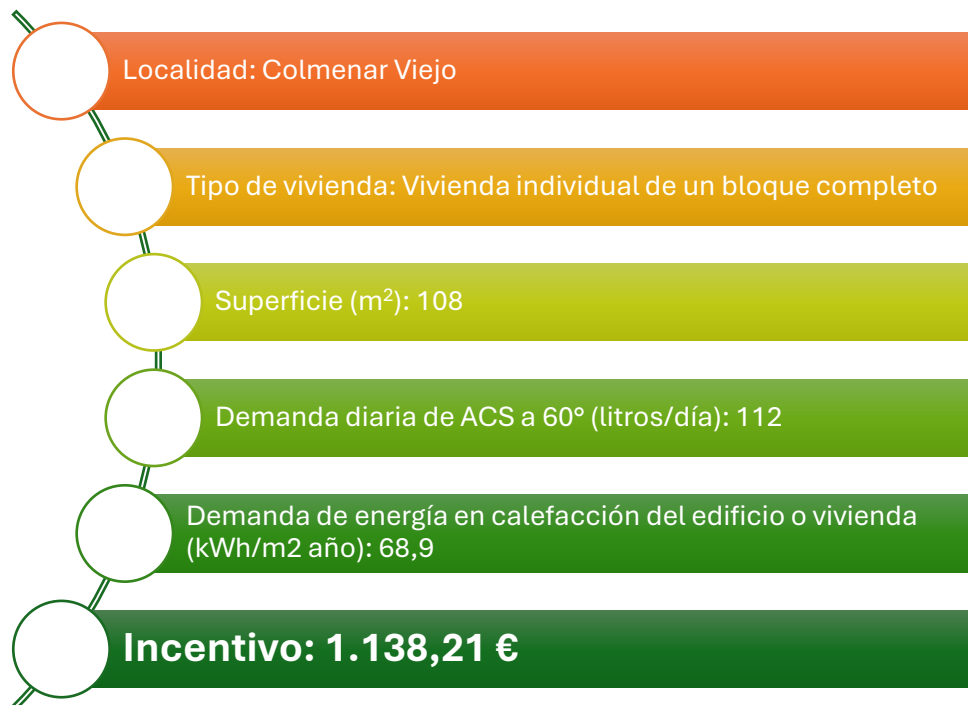 Localidad: Colmenar Viejo
Tipo de vivienda: Vivienda individual de un bloque completo
Superficie (m²): 108
Demanda diaria de ACS a 60° (litros/día): 112
Demanda de energía en calefacción del edificio o vivienda
(kWh/m2 año): 68,9
Incentivo: 1.138,21 €